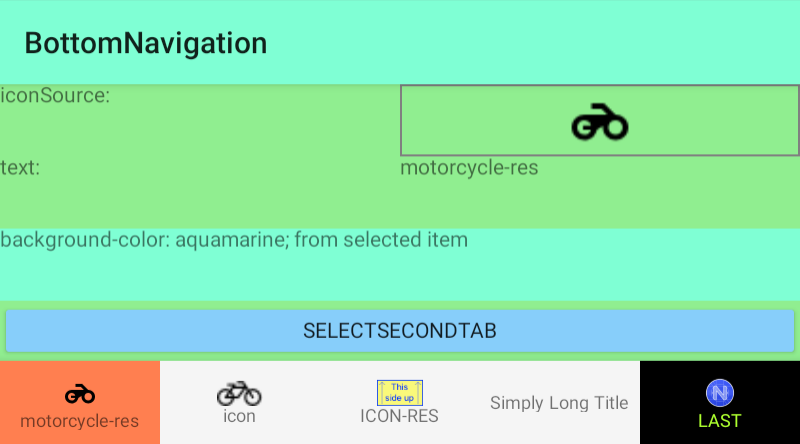 BottomNavigation
iconSource:
text:
motorcycle-res
background-color: aquamarine; from selected item
SELECTSECONDTAB
motorcycle-res
icon
This
side up
ICON-RES
Simply Long Title
N
LAST